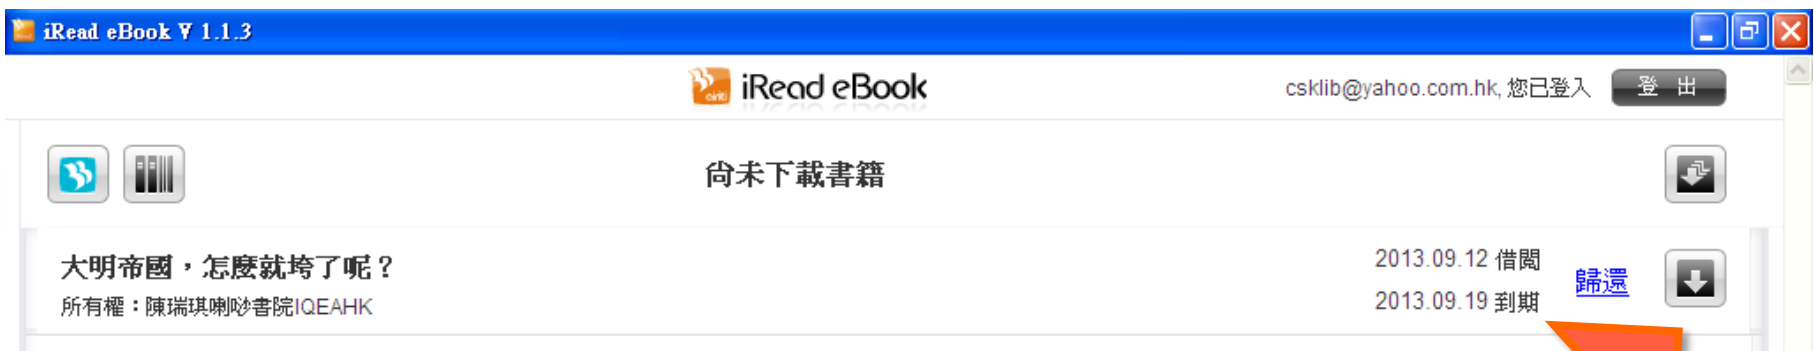 iRead eBook V 1.1.3
airiti iRead eBook
csklib@yahoo.com.hk, 您已登入
登 出
尚未下載書籍
大明帝國，怎麼就垮了呢？
2013.09.12 借閱
歸還
所有權：陳瑞琪喇沙書院IQEAHK
2013.09.19 到期